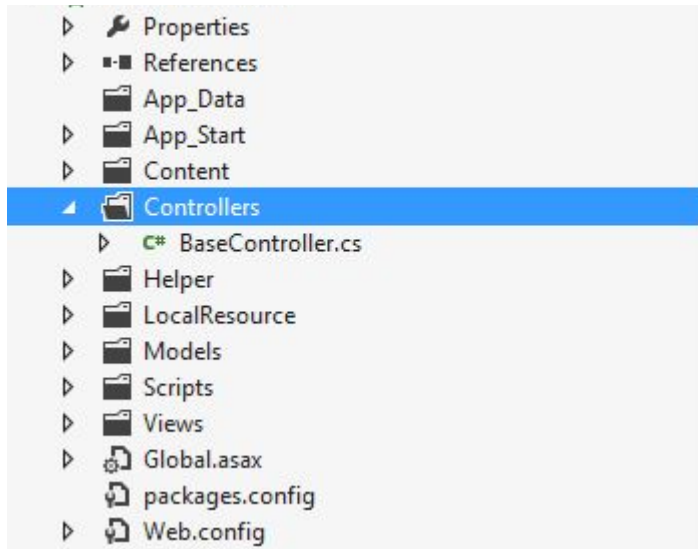 Properties
References
App_Data
App_Start
Content
Controllers
C# BaseController.cs
Helper
LocalResource
Models
Scripts
Views
Global.asax
packages.config
Web.config